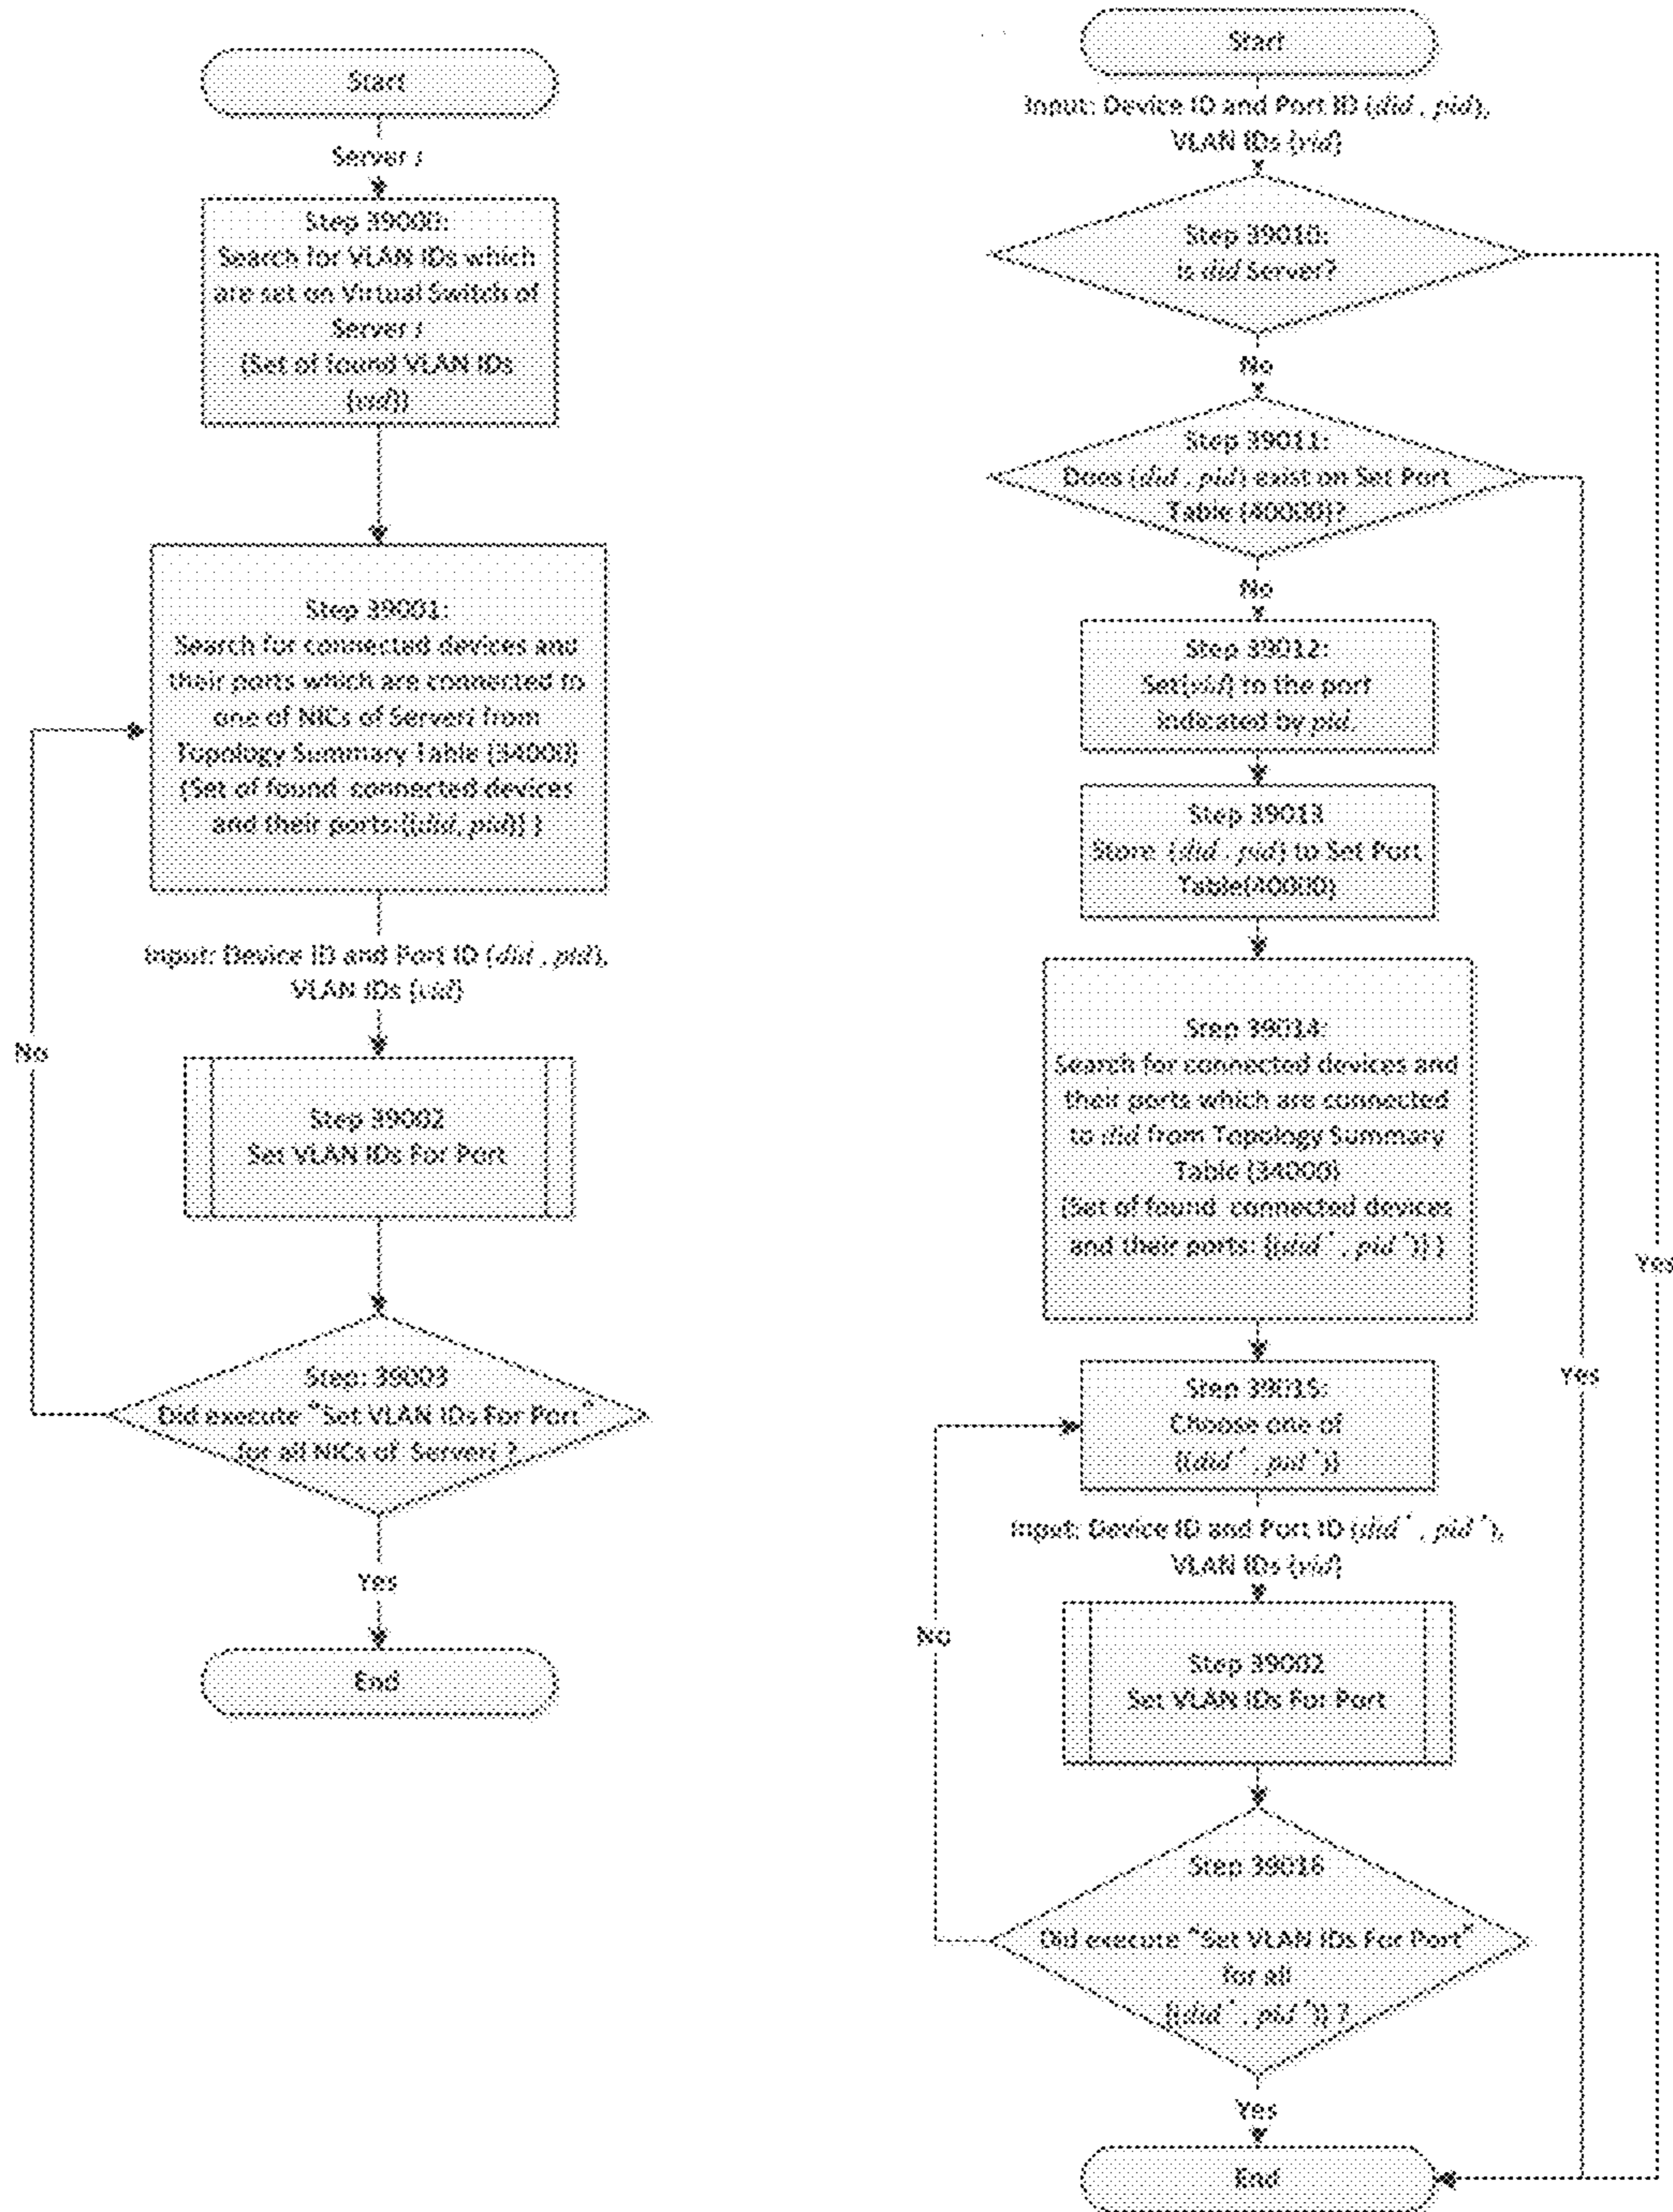 Start
Server i
Step 39000:
Search for VLAN IDs which
are set on Virtual Switch of
Server i
(Set of found VLAN IDs
{vid})
Step 39001:
Search for connected devices and
their ports which are connected to
one of NICs of Serveri from
Topology Summary Table (34000)
(Set of found connected devices
and their ports:{(did, pid)} )
Input: Device ID and Port ID (did , pid),
VLAN IDs {vid}
No
Step 39002
Set VLAN IDs For Port
Step: 39003
Did execute "Set VLAN IDs For Port"
for all NICs of Serveri ?
Yes
End
Start
Input: Device ID and Port ID (did , pid),
VLAN IDs {vid}
Step 39010:
is did Server?
No
Step 39011:
Does (did , pid) exist on Set Port
Table (40000)?
No
Step 39012:
Set{vid} to the port
indicated by pid
Step 39013
Store (did , pid) to Set Port
Table(40000)
Step 39014:
Search for connected devices and
their ports which are connected
to did from Topology Summary
Table (34000)
(Set of found connected devices
and their ports: {(did ', pid ')} )
Yes
Yes
Step 39015:
Choose one of
{(did ', pid ')}
Input: Device ID and Port ID (did ', pid '),
VLAN IDs {vid}
No
Step 39002
Set VLAN IDs For Port
Step 39016
Did execute "Set VLAN IDs For Port"
for all
{(did ', pid ')} ?
Yes
End